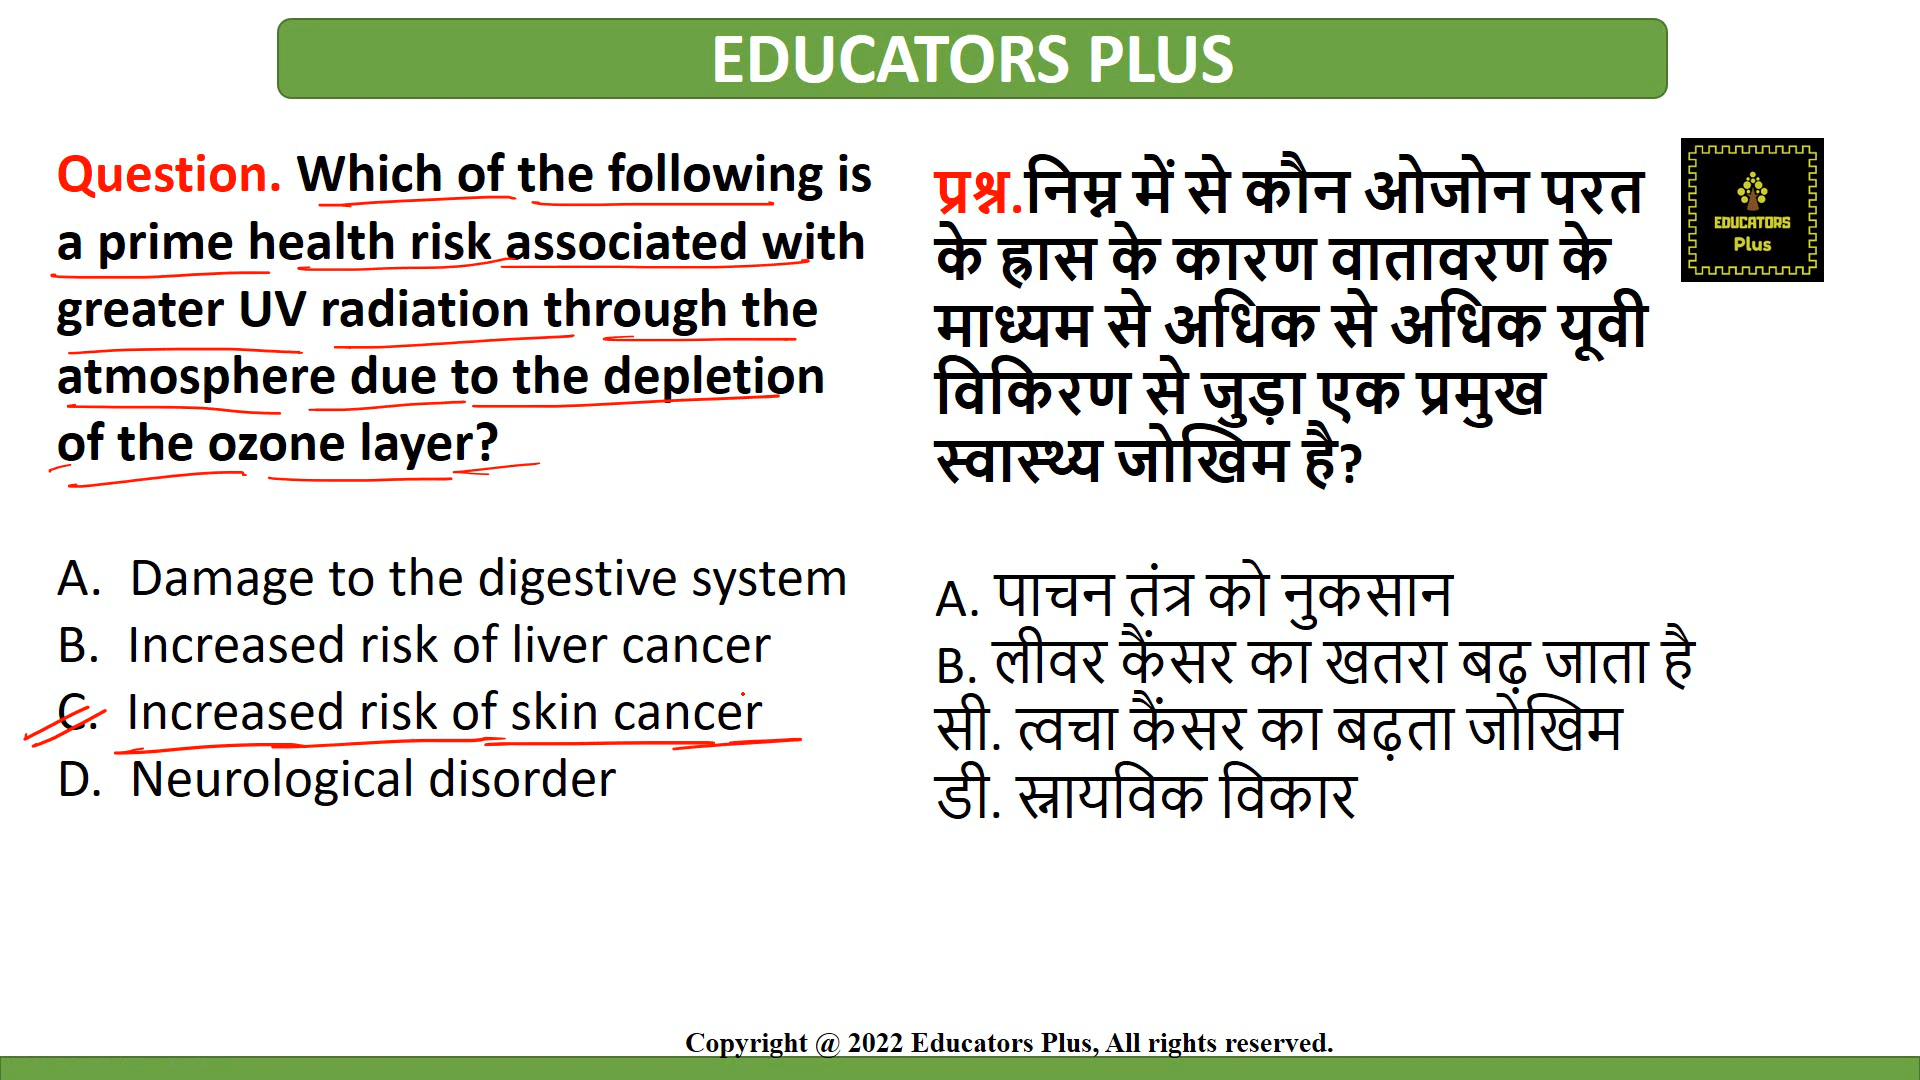 EDUCATORS PLUS
Question. Which of the following is
a prime health risk associated with
greater UV radiation through the
atmosphere due to the depletion
of the ozone layer?
A. Damage to the digestive system
B. Increased risk of liver cancer
C. Increased risk of skin cancer
D. Neurological disorder
प्रश्न.निम्न में से कौन ओजोन परत
के ह्रास के कारण वातावरण के
माध्यम से अधिक से अधिक यूवी
विकिरण से जुड़ा एक प्रमुख
स्वास्थ्य जोखिम है?
A. पाचन तंत्र को नुकसान
B. लीवर कैंसर का खतरा बढ़ जाता है
सी. त्वचा कैंसर का बढ़ता जोखिम
डी. स्नायविक विकार
EDUCATORS
Plus
Copyright @ 2022 Educators Plus, All rights reserved.